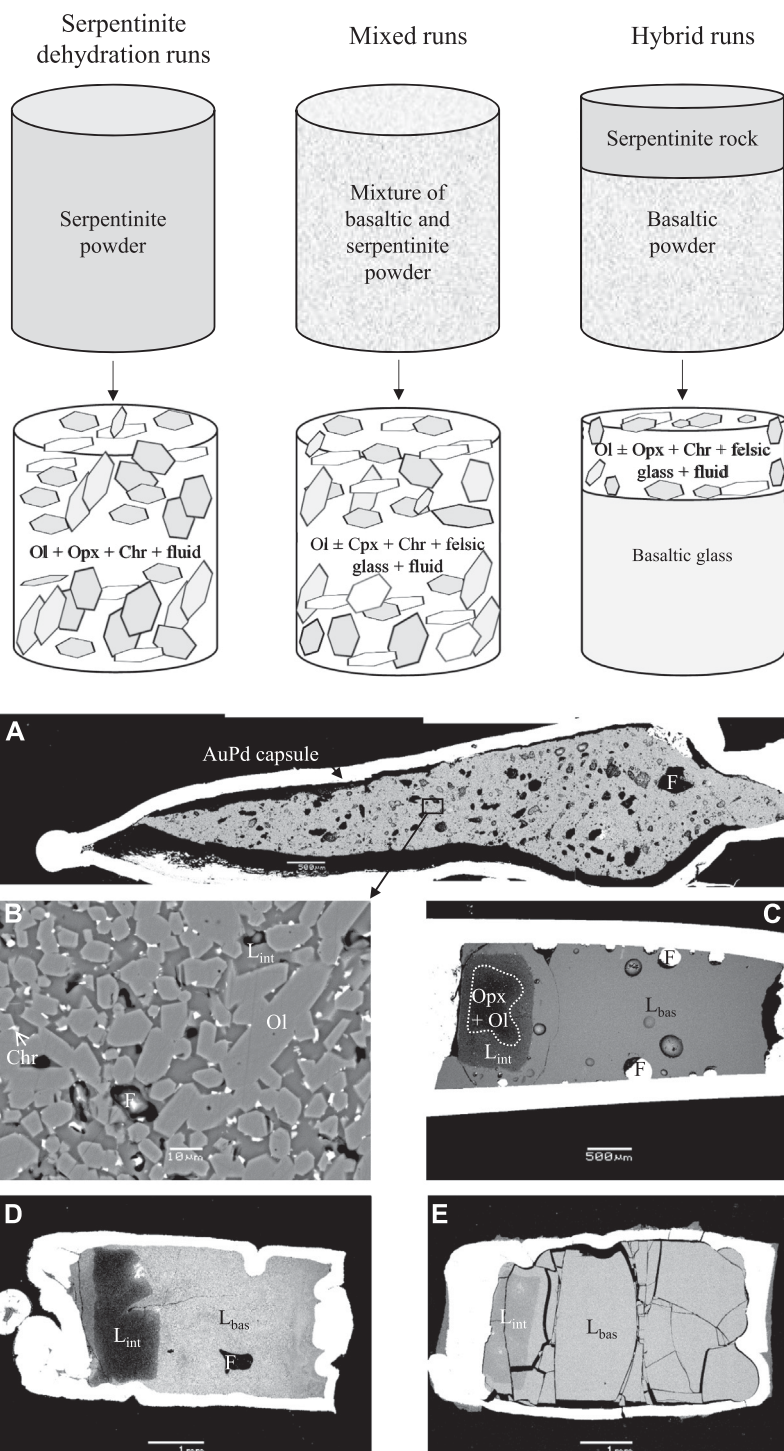 Serpentinite
dehydration runs
Mixed runs
Hybrid runs
Serpentinite
powder
Mixture of
basaltic and
serpentinite
powder
Serpentinite rock
Basaltic
powder
Ol + Opx + Chr + fluid
Ol ± Cpx + Chr + felsic
glass + fluid
Ol ± Opx + Chr + felsic
glass + fluid
Basaltic glass
A
AuPd capsule
F
500µm
B
Lint
Ol
Chr
F
10µm
C
F
Opx
+ Ol
Lbas
Lint
F
500µm
D
Lbas
Lint
F
1mm
E
Lint
Lbas
1mm